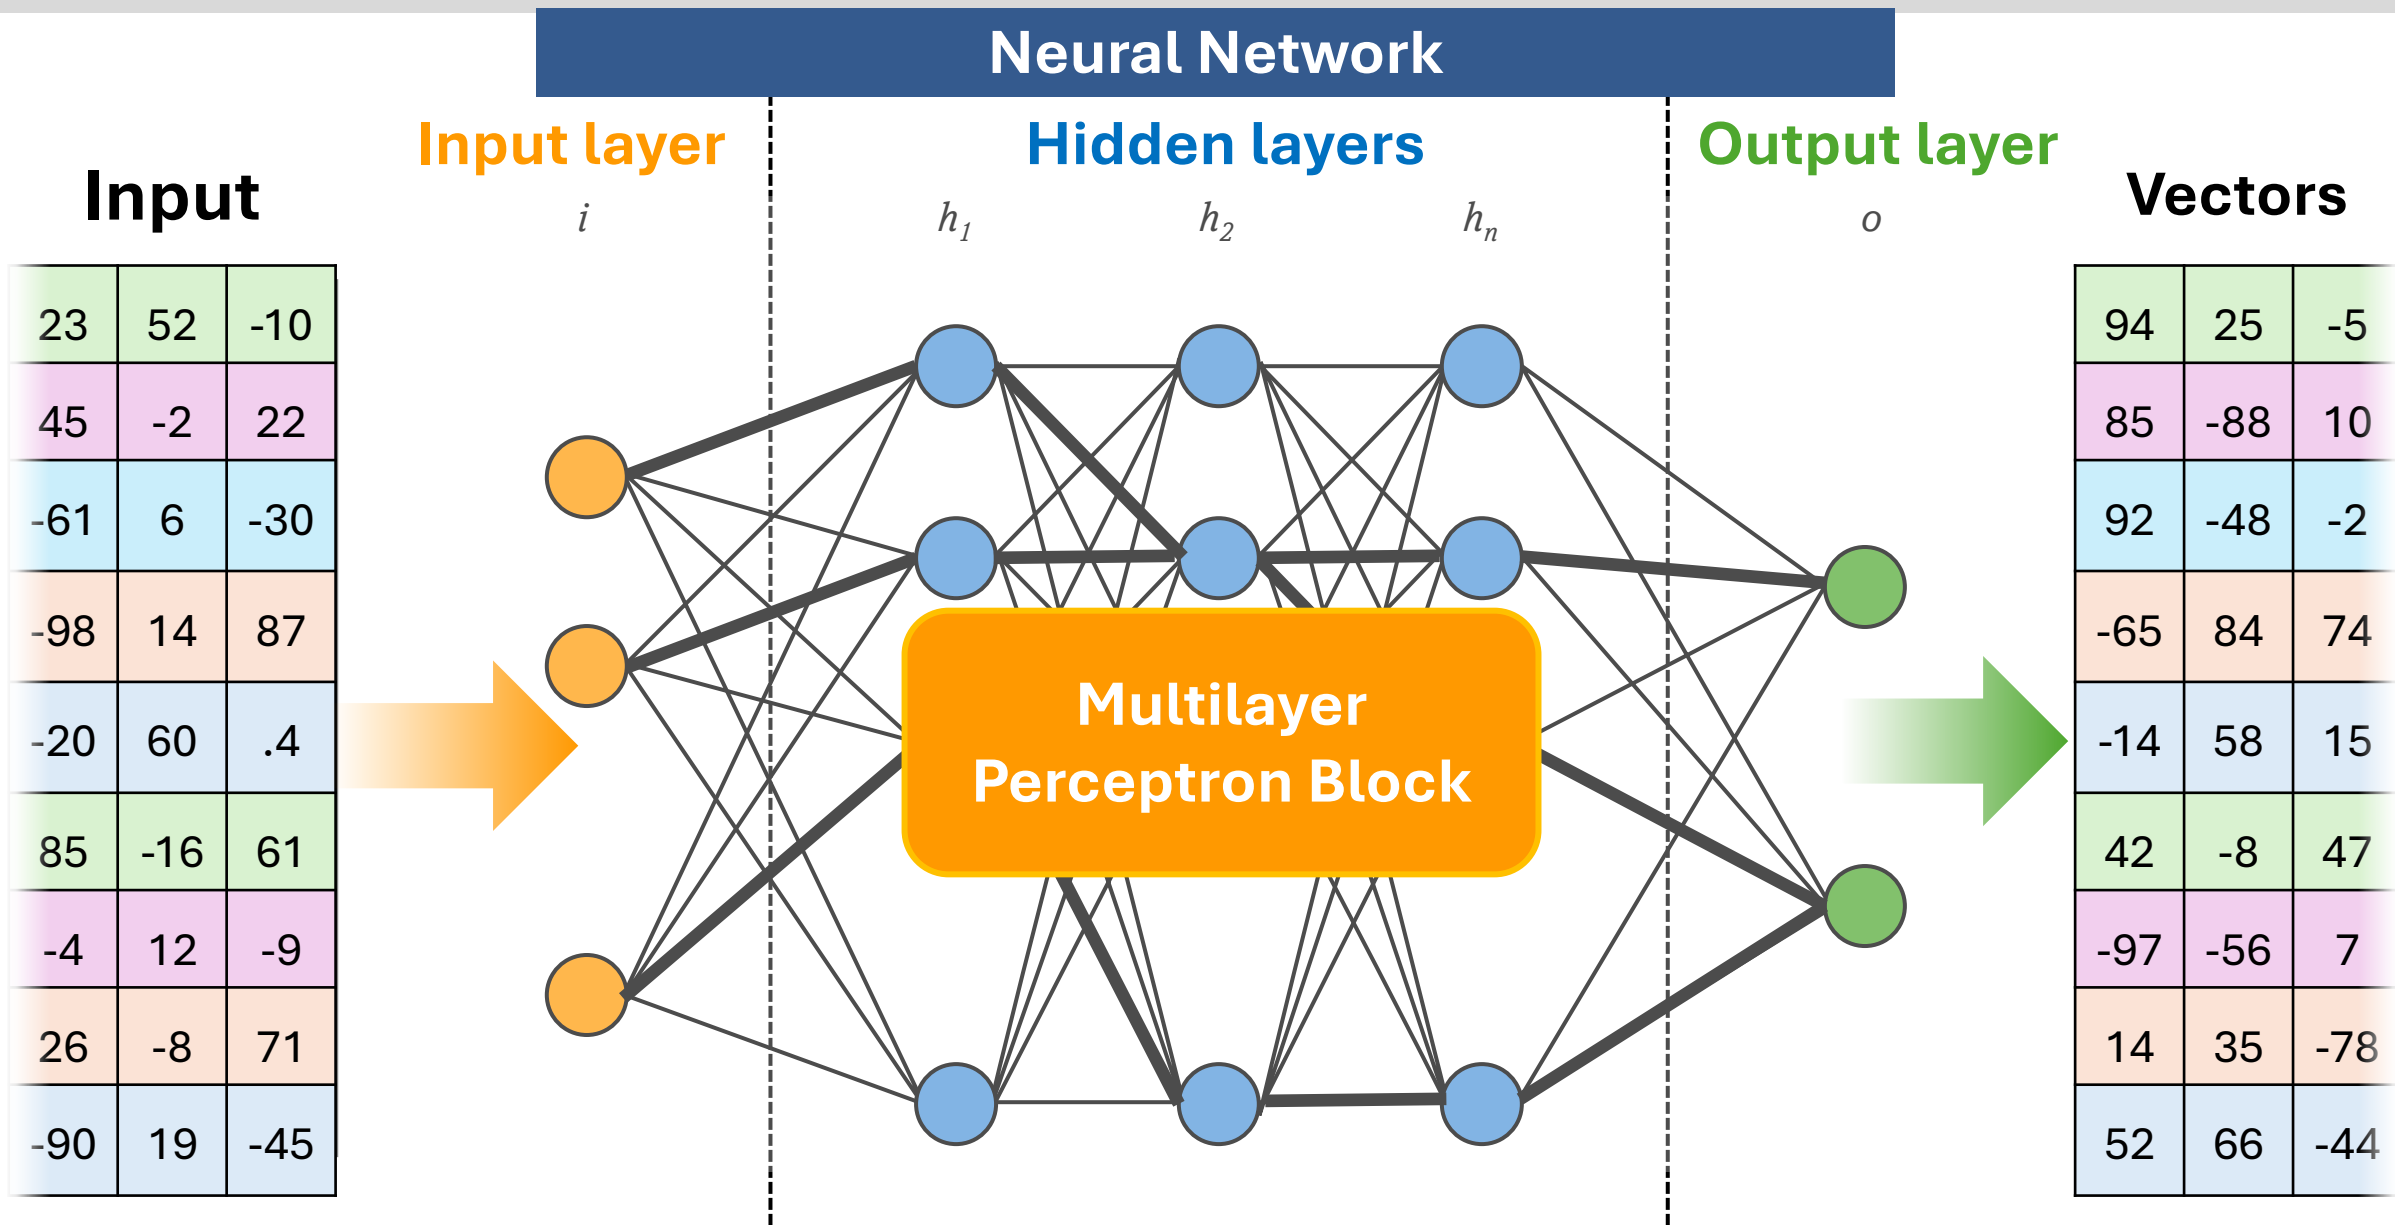 Neural Network
Input layer
Hidden layers
Output layer
Input
Vectors
i
h1
h2
hn
o
23 52 -10
45 -2 22
-61 6 -30
-98 14 87
-20 60 .4
85 -16 61
-4 12 -9
26 -8 71
-90 19 -45
Multilayer
Perceptron Block
94 25 -5
85 -88 10
92 -48 -2
-65 84 74
-14 58 15
42 -8 47
-97 -56 7
14 35 -78
52 66 -44